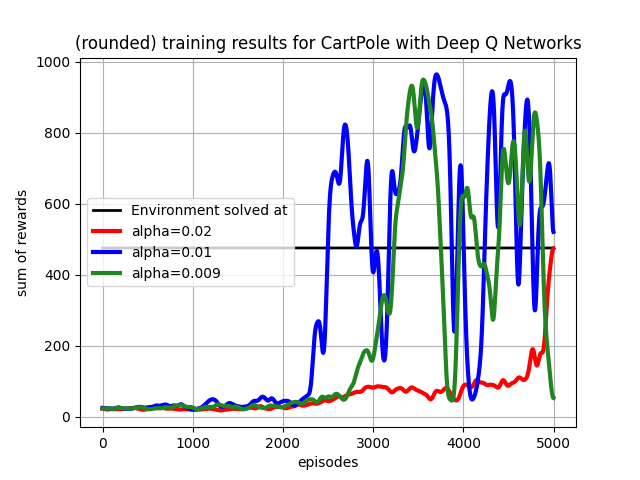 (rounded) training results for CartPole with Deep Q Networks
1000
800
600
400
200
0
sum of rewards
Environment solved at
alpha=0.02
alpha=0.01
alpha=0.009
0
1000
2000
3000
4000
5000
episodes